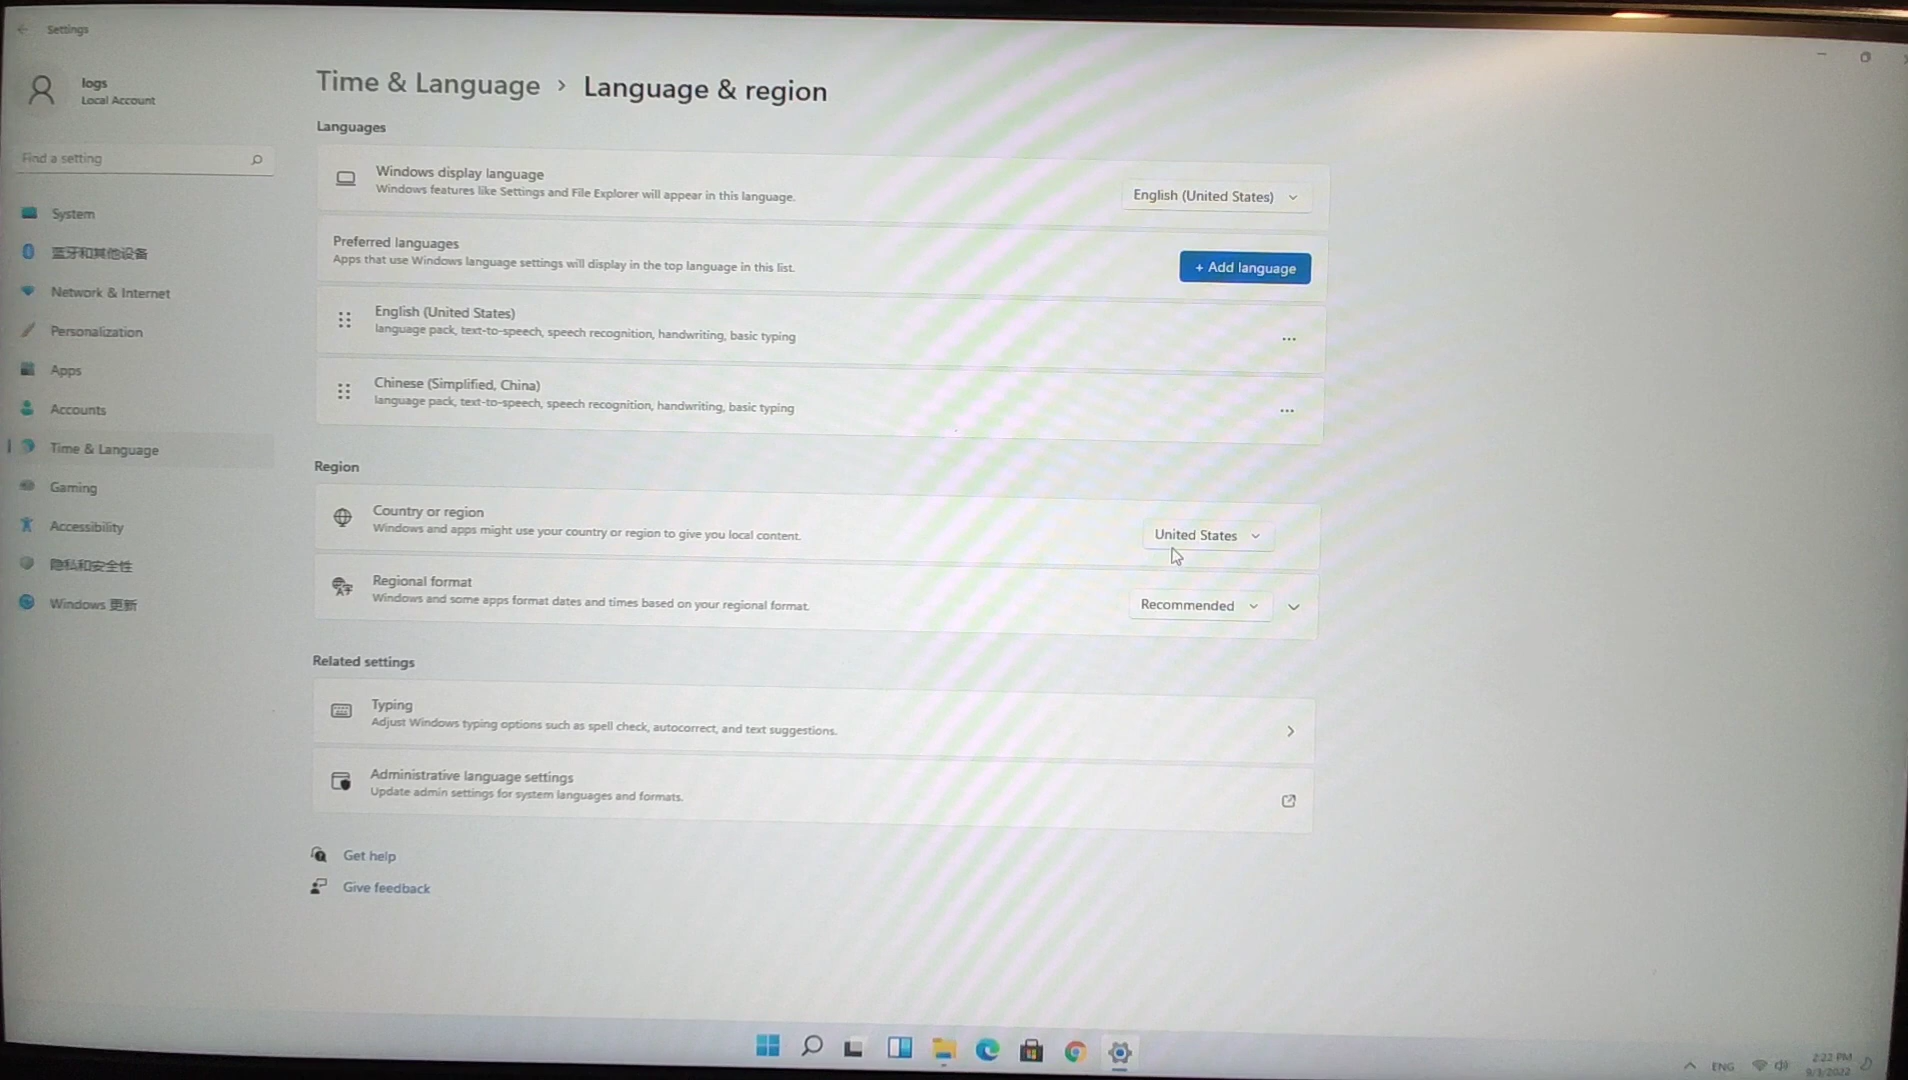 Settings
logs
Local Account
Find a setting
System
蓝牙和其他设备
Network & Internet
Personalization
Apps
Accounts
Time & Language
Gaming
Accessibility
隐私和安全性
Windows 更新
Time & Language > Language & region
Languages
Windows display language
Windows features like Settings and File Explorer will appear in this language.
English (United States)
Preferred languages
Apps that use Windows language settings will display in the top language in this list.
+ Add language
English (United States)
language pack, text-to-speech, speech recognition, handwriting, basic typing
Chinese (Simplified, China)
language pack, text-to-speech, speech recognition, handwriting, basic typing
Region
Country or region
Windows and apps might use your country or region to give you local content.
United States
Regional format
Windows and some apps format dates and times based on your regional format.
Recommended
Related settings
Typing
Adjust Windows typing options such as spell check, autocorrect, and text suggestions.
Administrative language settings
Update admin settings for system languages and formats.
Get help
Give feedback
ENG
2:22 PM
9/3/2022